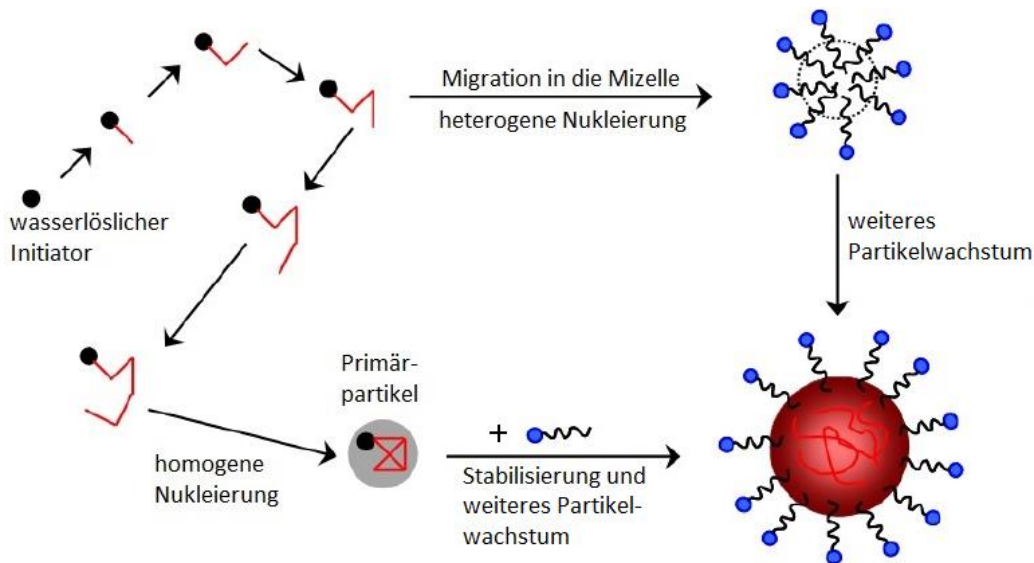 Migration in die Mizelle
heterogene Nukleierung
wasserlöslicher
Initiator
weiteres
Partikelwachstum
Primär-
partikel
homogene
Nukleierung
+
Stabilisierung und
weiteres Partikel-
wachstum